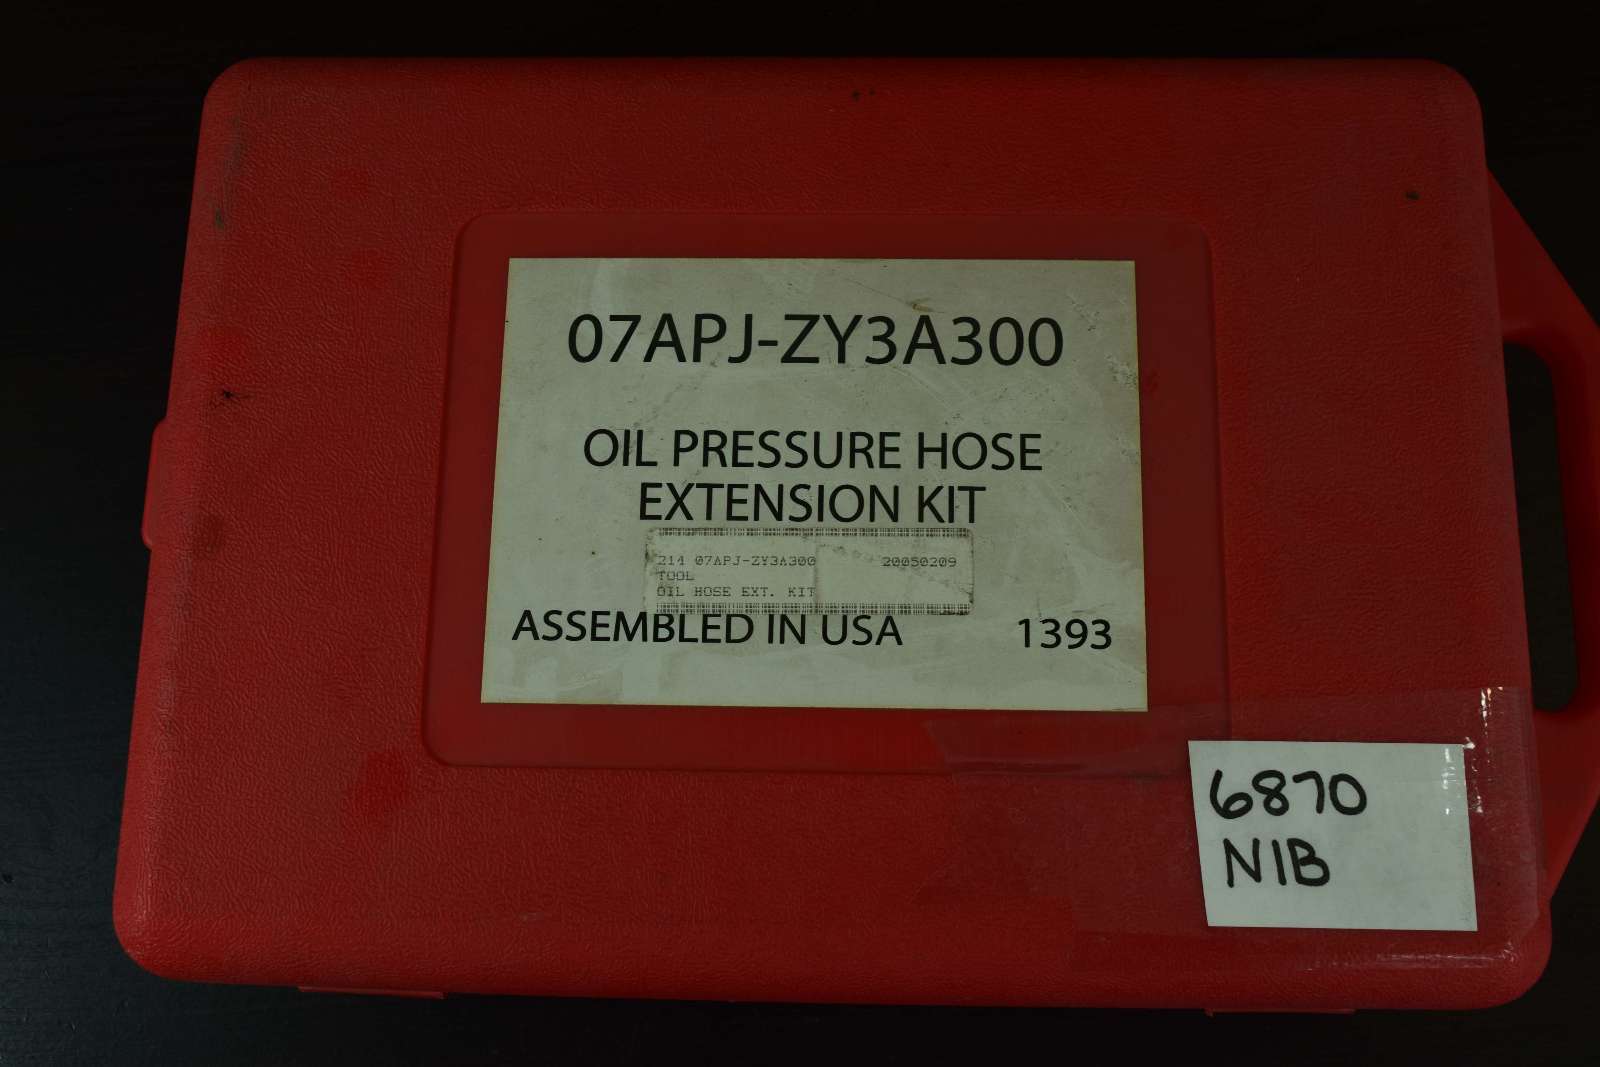 07APJ-ZY3A300
OIL PRESSURE HOSE
EXTENSION KIT
214 07APJ-ZY3A300 20050209
TOOL
OIL HOSE EXT. KIT
ASSEMBLED IN USA 1393
6870
NIB